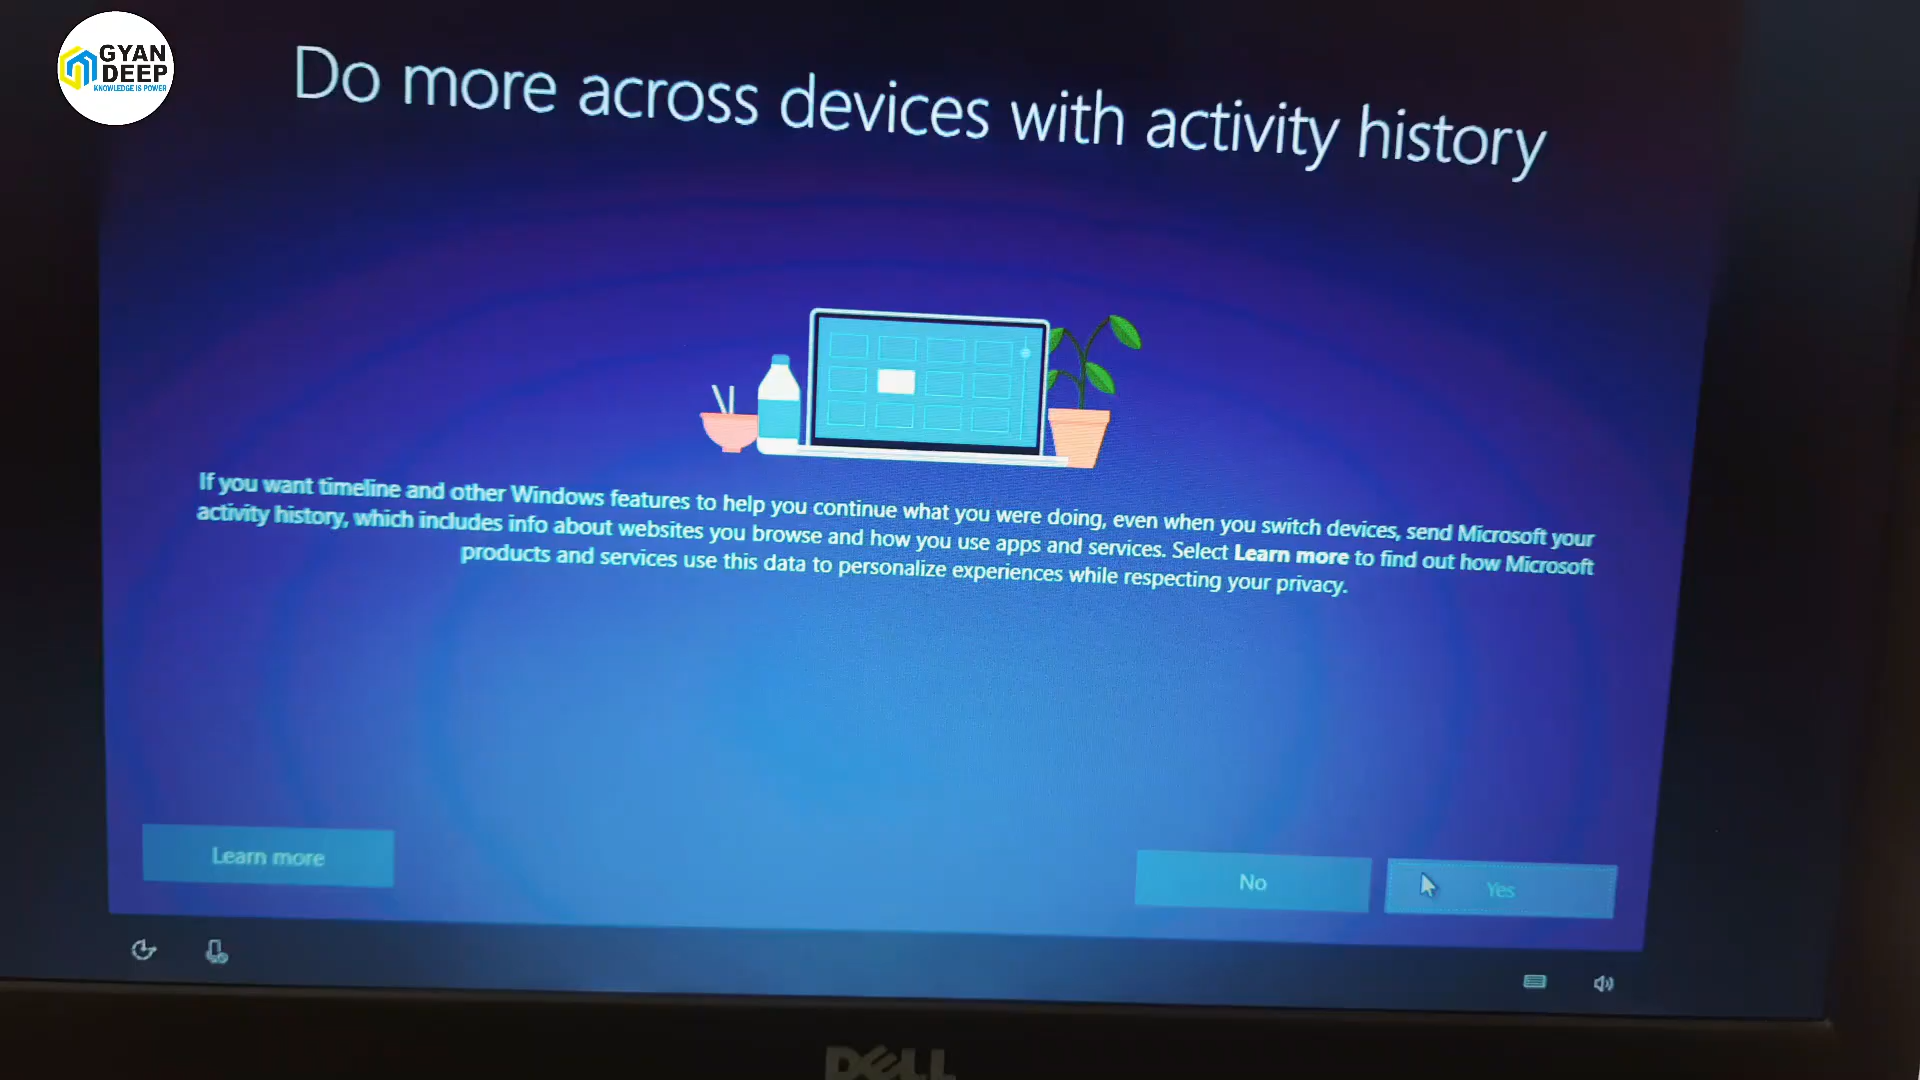 GYAN
DEEP
KNOWLEDGE IS POWER
Do more across devices with activity history
If you want timeline and other Windows features to help you continue what you were doing, even when you switch devices, send Microsoft your
activity history, which includes info about websites you browse and how you use apps and services. Select Learn more to find out how Microsoft
products and services use this data to personalize experiences while respecting your privacy.
Learn more
No
Yes
DELL